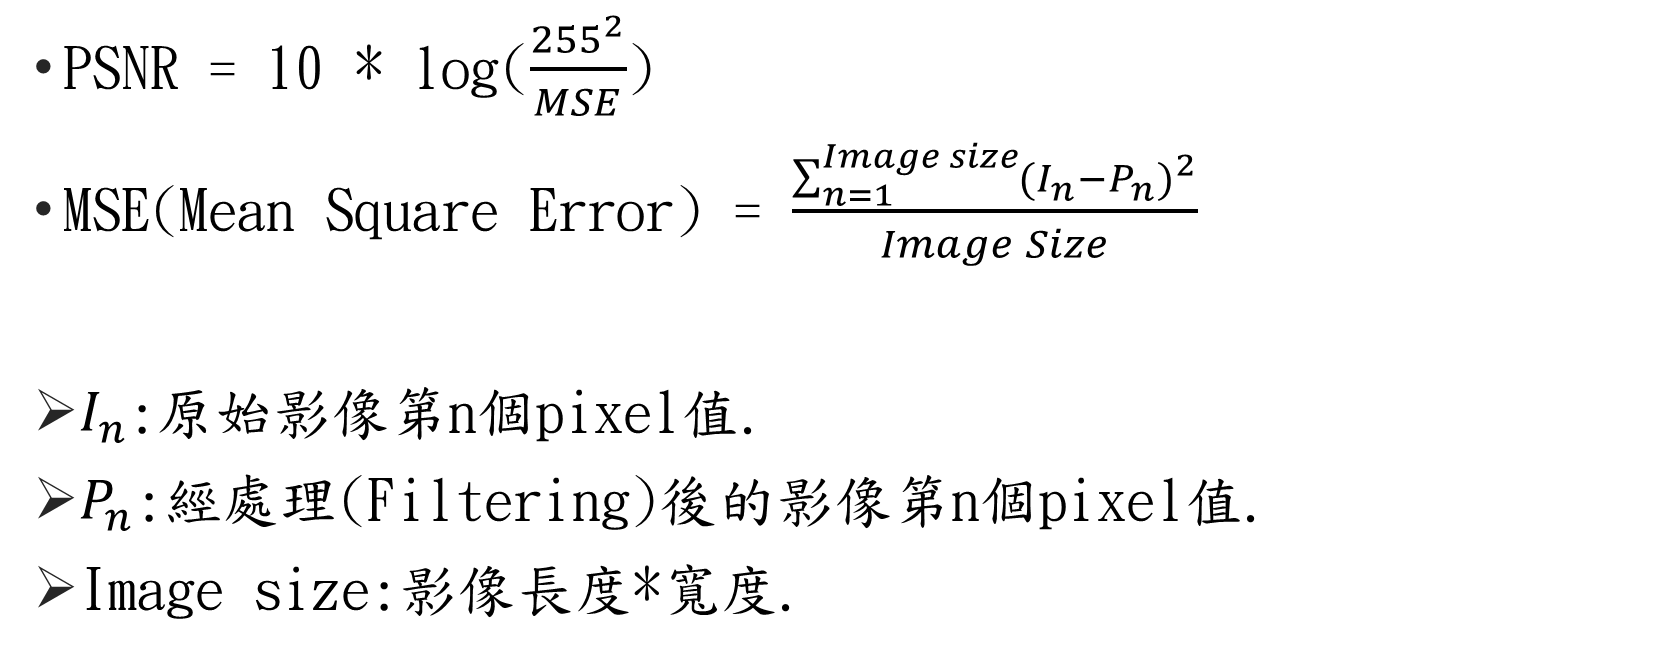 •PSNR = 10 * log(255²/MSE)
•MSE(Mean Square Error) = ∑_{n=1}^{Image size}(I_n−P_n)²/Image Size
➢I_n:原始影像第n個pixel值.
➢P_n:經處理(Filtering)後的影像第n個pixel值.
➢Image size:影像長度*寬度.